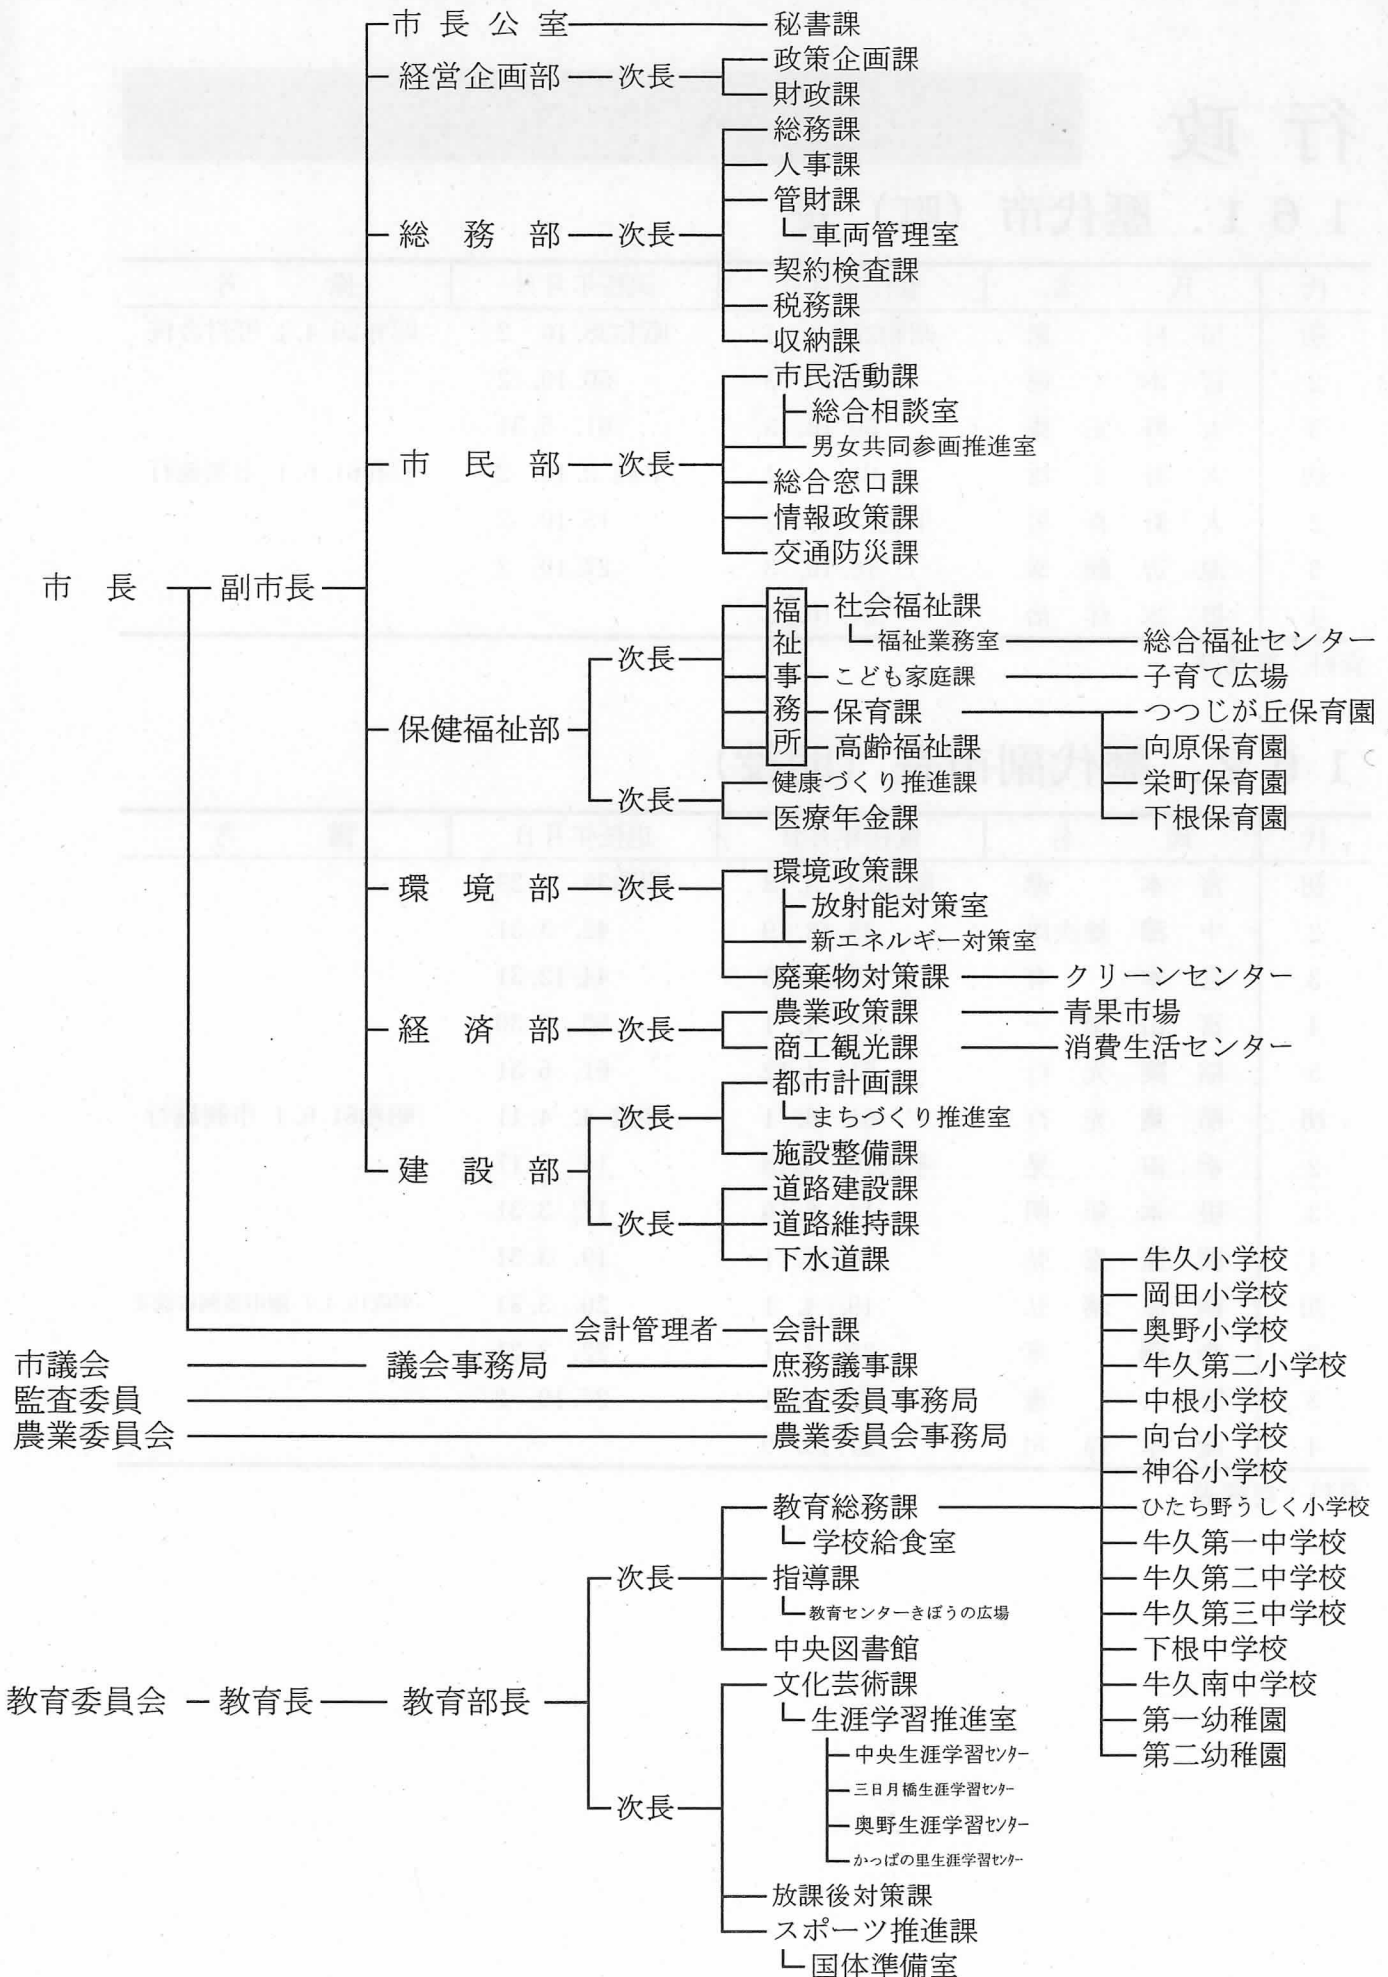 市長公室 秘書課
政策企画課
経営企画部 次長
財政課
総務課
人事課
管財課
総務部 次長 車両管理室
契約検査課
税務課
収納課
市民活動課
総合相談室
男女共同参画推進室
市民部 次長
総合窓口課
情報政策課
交通防災課
市長 副市長
福祉事務所 社会福祉課
福祉業務室 総合福祉センター
次長
こども家庭課 子育て広場
保育課 つつじが丘保育園
保健福祉部
高齢福祉課 向原保育園
健康づくり推進課 栄町保育園
次長
医療年金課 下根保育園
環境政策課
環境部 次長
放射能対策室
新エネルギー対策室
廃棄物対策課 クリーンセンター
農業政策課 青果市場
経済部 次長
商工観光課 消費生活センター
都市計画課
次長 まちづくり推進室
施設整備課
建設部
道路建設課
次長 道路維持課
下水道課 牛久小学校
岡田小学校
会計管理者 会計課 奥野小学校
市議会 議会事務局 庶務議事課 牛久第二小学校
監査委員 監査委員事務局 中根小学校
農業委員会 農業委員会事務局 向台小学校
神谷小学校
教育総務課 ひたち野うしく小学校
学校給食室 牛久第一中学校
次長 指導課 牛久第二中学校
教育センターきぼうの広場 牛久第三中学校
中央図書館 下根中学校
文化芸術課 牛久南中学校
教育委員会 教育長 教育部長
生涯学習推進室 第一幼稚園
中央生涯学習センター 第二幼稚園
三日月橋生涯学習センター
次長
奥野生涯学習センター
かっぱの里生涯学習センター
放課後対策課
スポーツ推進課
国体準備室